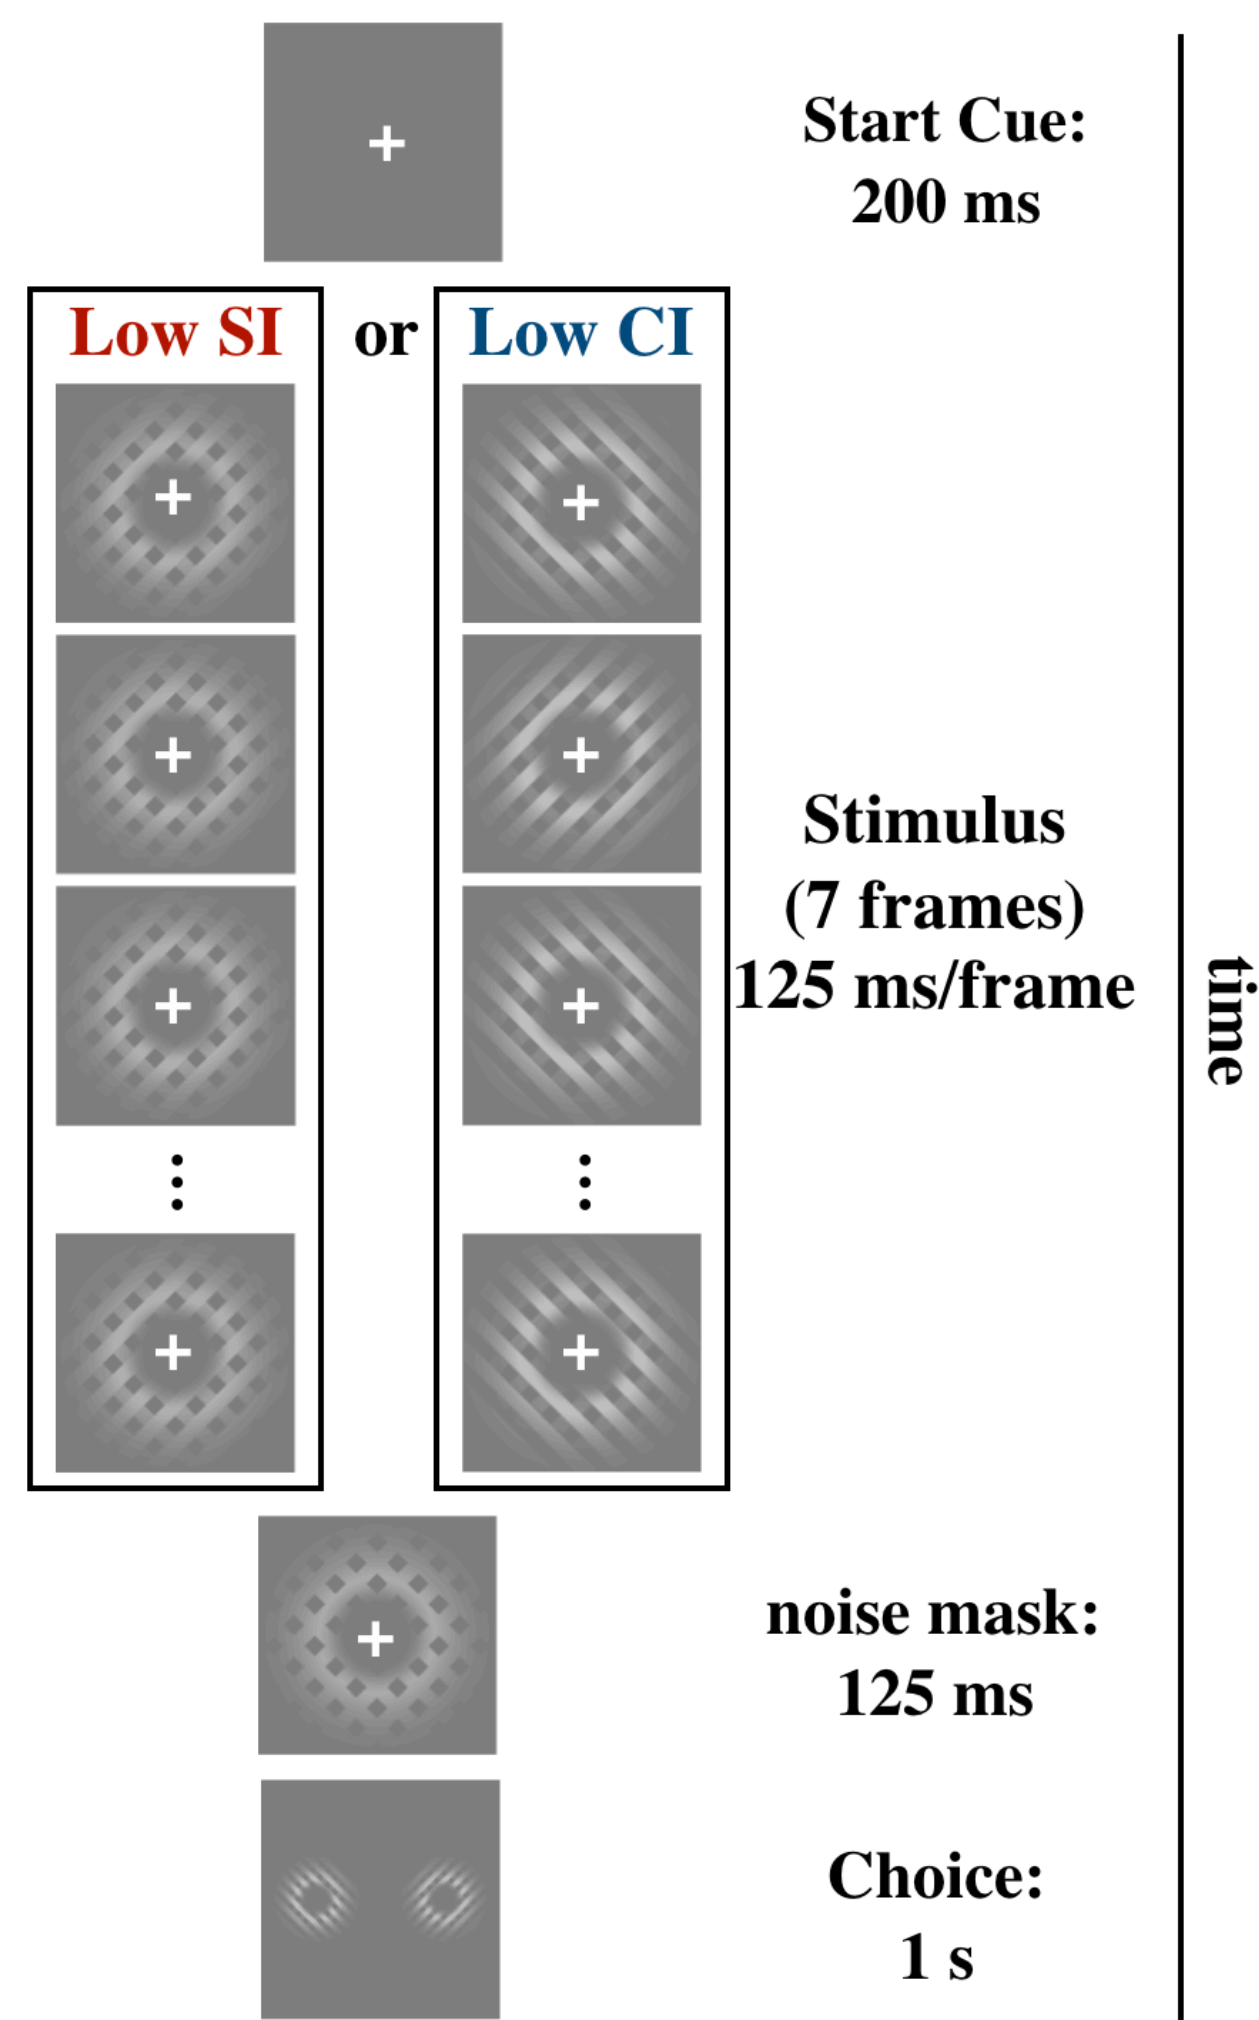 Start Cue:
200 ms
Low SI
or
Low CI
Stimulus
(7 frames)
125 ms/frame
time
noise mask:
125 ms
Choice:
1 s